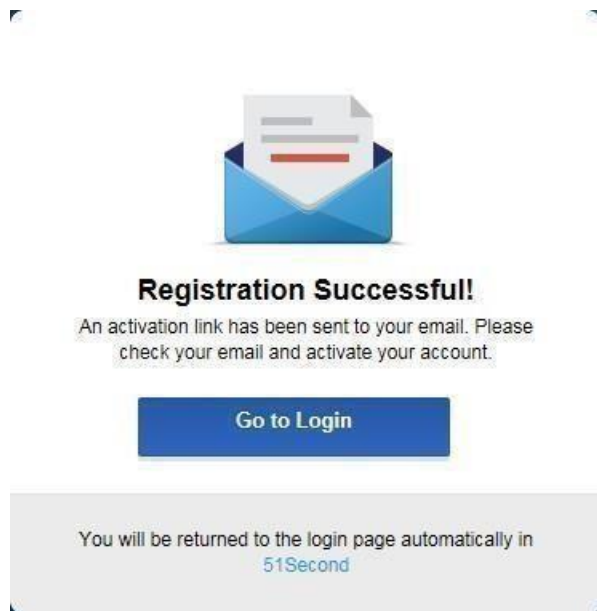 Registration Successful!
An activation link has been sent to your email. Please
check your email and activate your account.
Go to Login
You will be returned to the login page automatically in
51Second